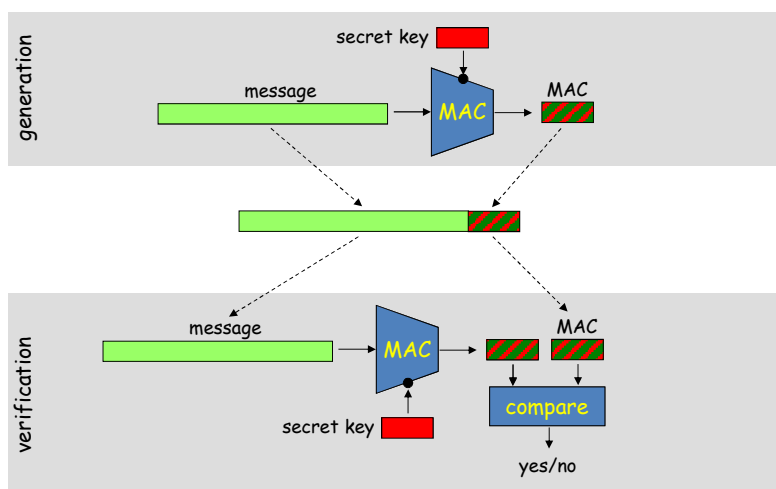 generation
secret key
message
MAC
MAC
verification
message
MAC
MAC
compare
secret key
yes/no